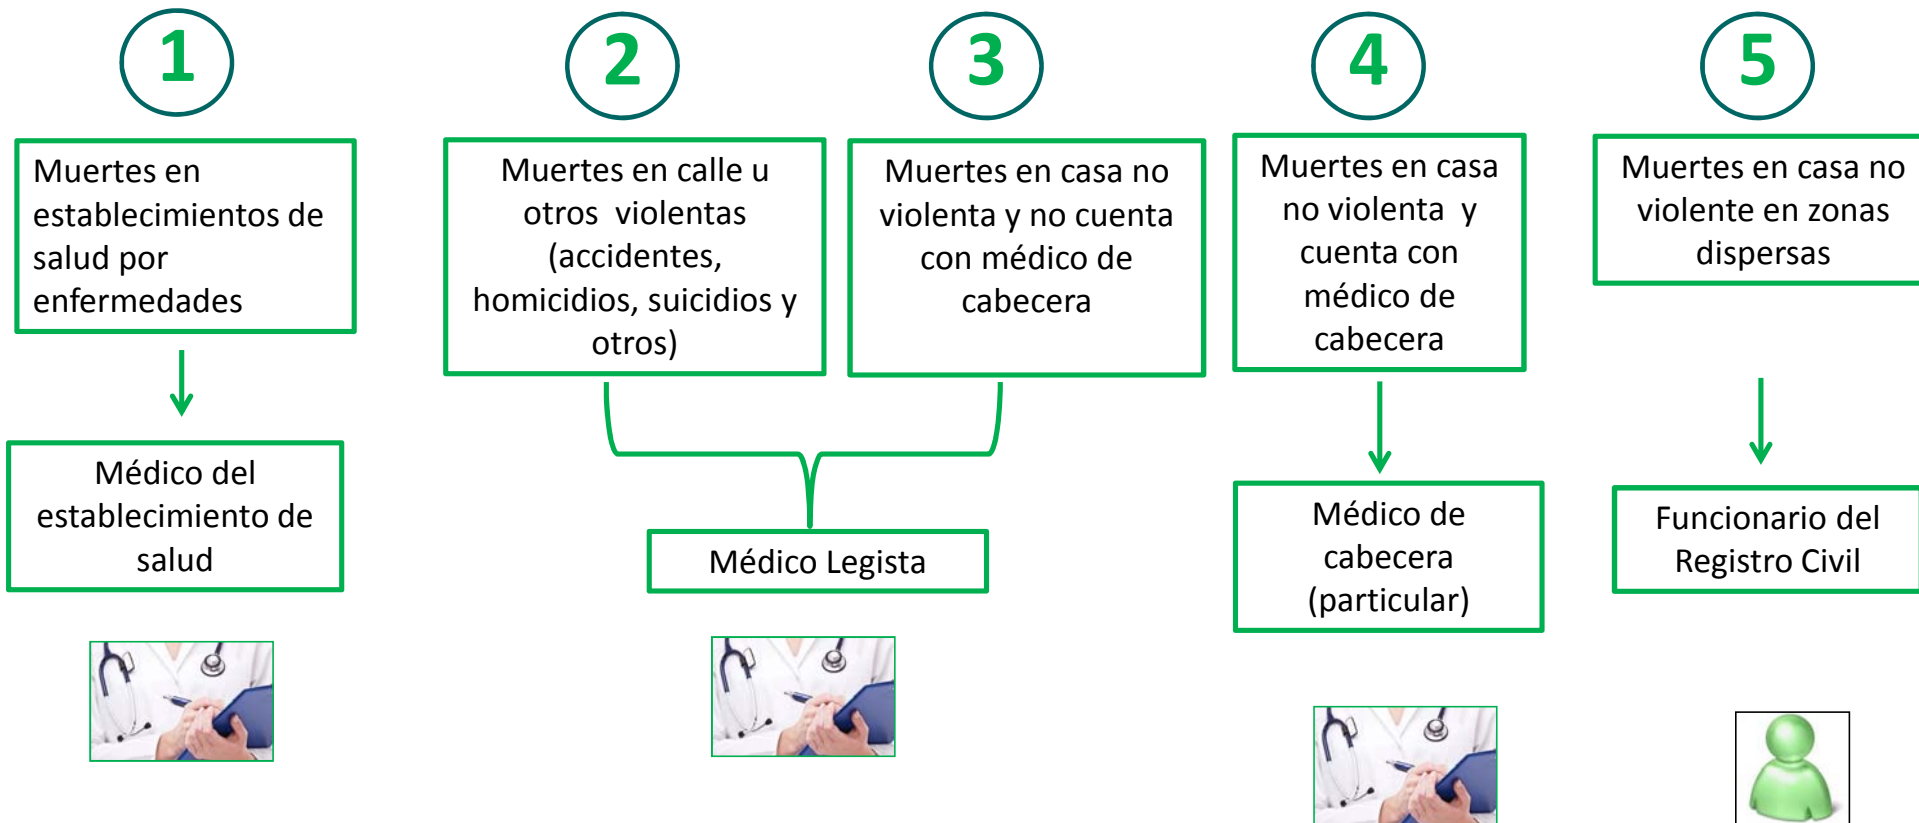 1
2
3
4
5
Muertes en
establecimientos de
salud por
enfermedades
Muertes en calle u
otros violentas
(accidentes,
homicidios, suicidios y
otros)
Muertes en casa no
violenta y no cuenta
con médico de
cabecera
Muertes en casa
no violenta y
cuenta con
médico de
cabecera
Muertes en casa no
violente en zonas
dispersas
Médico del
establecimiento de
salud
Médico Legista
Médico de
cabecera
(particular)
Funcionario del
Registro Civil